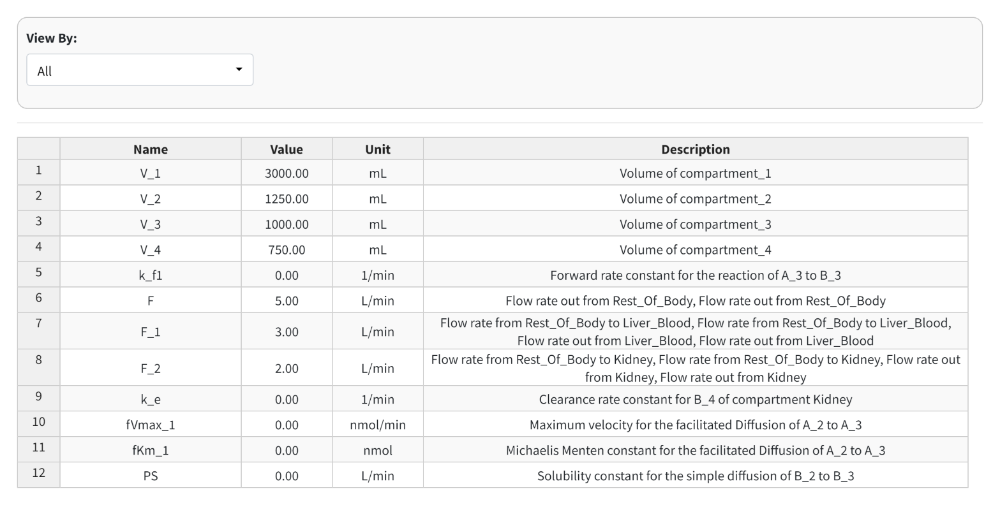 View By:
All
Name Value Unit Description
1 V_1 3000.00 mL Volume of compartment_1
2 V_2 1250.00 mL Volume of compartment_2
3 V_3 1000.00 mL Volume of compartment_3
4 V_4 750.00 mL Volume of compartment_4
5 k_f1 0.00 1/min Forward rate constant for the reaction of A_3 to B_3
6 F 5.00 L/min Flow rate out from Rest_Of_Body, Flow rate out from Rest_Of_Body
7 F_1 3.00 L/min Flow rate from Rest_Of_Body to Liver_Blood, Flow rate from Rest_Of_Body to Liver_Blood,
Flow rate out from Liver_Blood, Flow rate out from Liver_Blood
8 F_2 2.00 L/min Flow rate from Rest_Of_Body to Kidney, Flow rate from Rest_Of_Body to Kidney, Flow rate out
from Kidney, Flow rate out from Kidney
9 k_e 0.00 1/min Clearance rate constant for B_4 of compartment Kidney
10 fVmax_1 0.00 nmol/min Maximum velocity for the facilitated Diffusion of A_2 to A_3
11 fKm_1 0.00 nmol Michaelis Menten constant for the facilitated Diffusion of A_2 to A_3
12 PS 0.00 L/min Solubility constant for the simple diffusion of B_2 to B_3